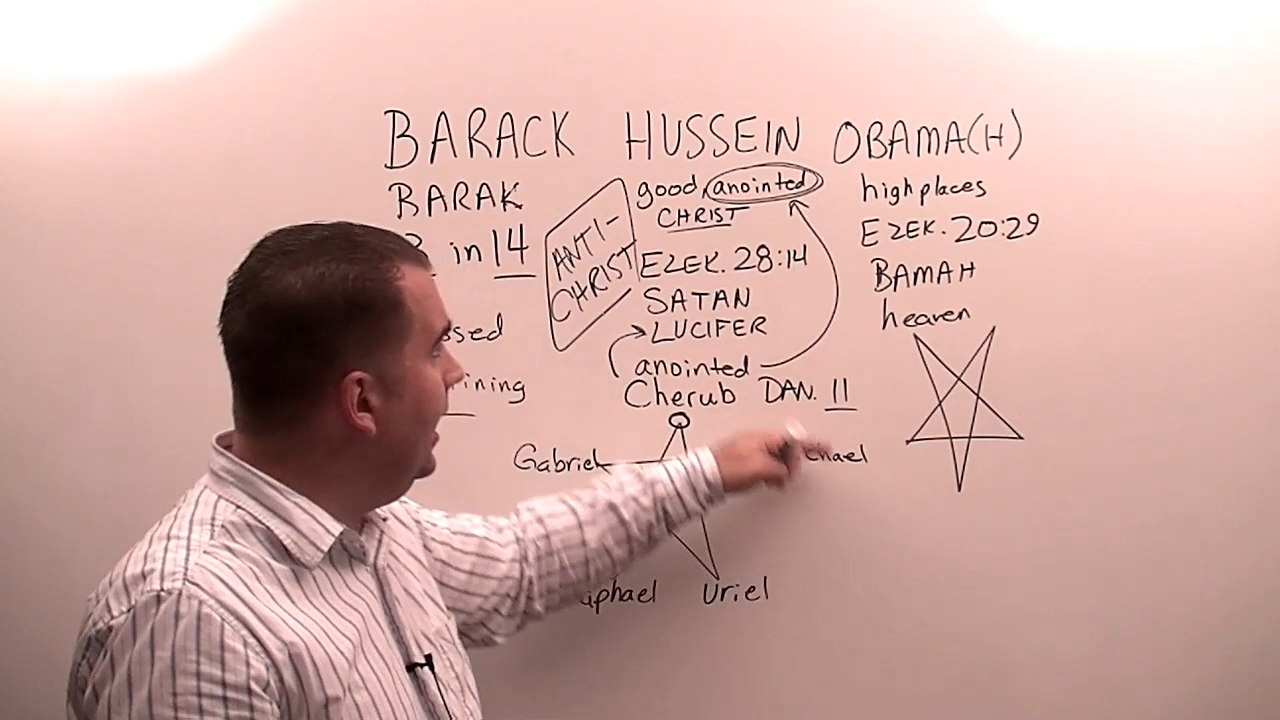 BARACK HUSSEIN OBAMA(H)
BARAK
in 14
ANTI-
CHRIST
good, anointed
CHRIST
EZEK. 28:14
SATAN
LUCIFER
anointed
Cherub DAN. 11
high places
EZEK. 20:29
BAMAH
heaven
Gabriel
Uriel